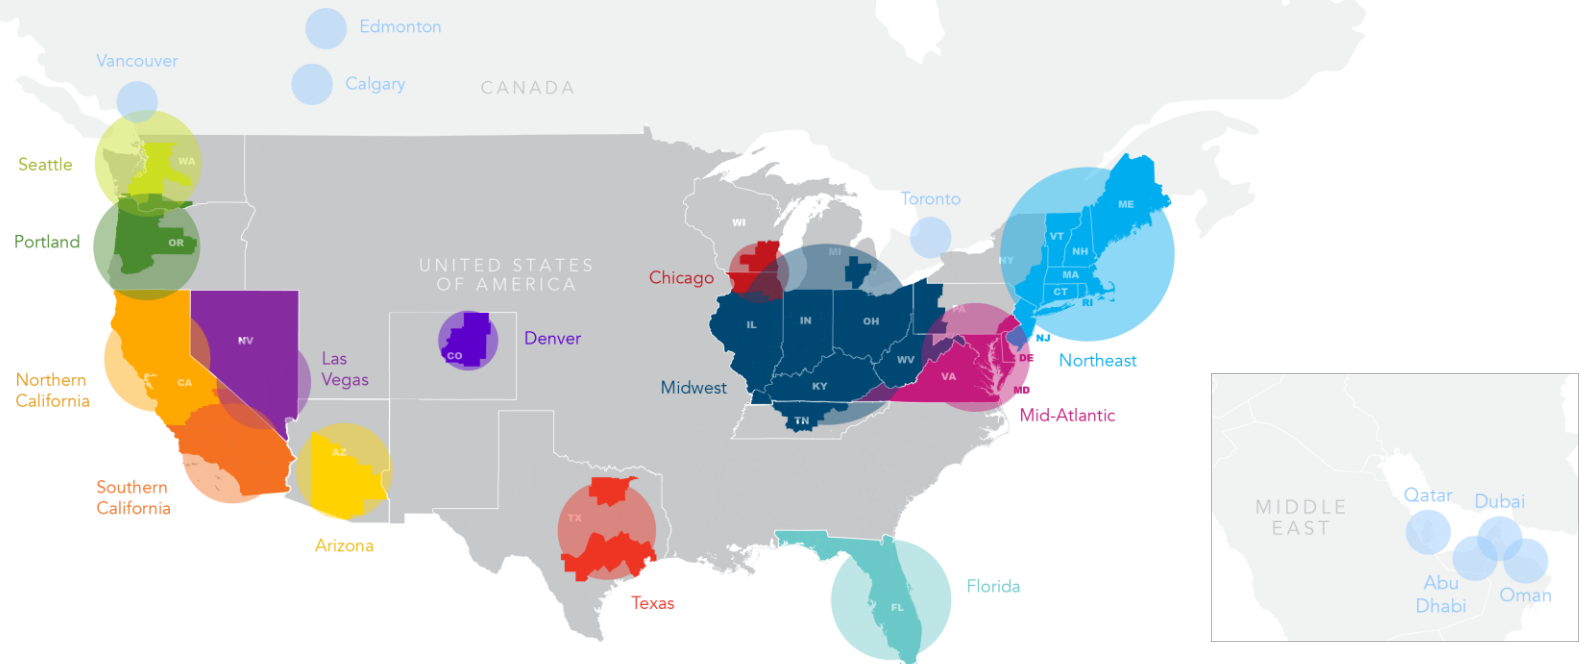 Edmonton
Vancouver
Calgary
CANADA
Seattle
WA
Toronto
ME
Portland
OR
WI
VT
NH
NY
MI
UNITED STATES
OF AMERICA
Chicago
MA
CT
RI
PA
NV
CO
Denver
IL
IN
OH
NJ
Northeast
DE
WV
VA
MD
Las
Vegas
Northern
California
CA
Midwest
KY
TN
Mid-Atlantic
AZ
Southern
California
Arizona
TX
Texas
FL
Florida
MIDDLE
EAST
Qatar
Dubai
Abu
Dhabi
Oman